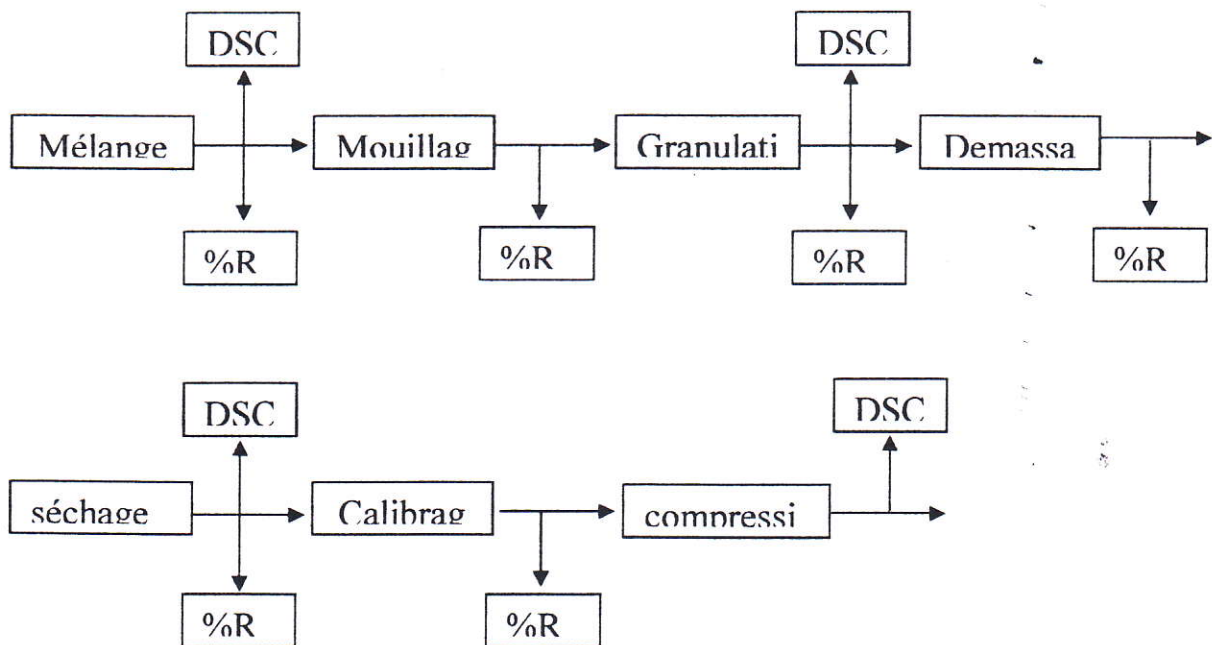 DSC
DSC
Mélange
Mouillag
Granulati
Demassa
%R
%R
%R
%R
DSC
DSC
séchage
Calibrag
compressi
%R
%R